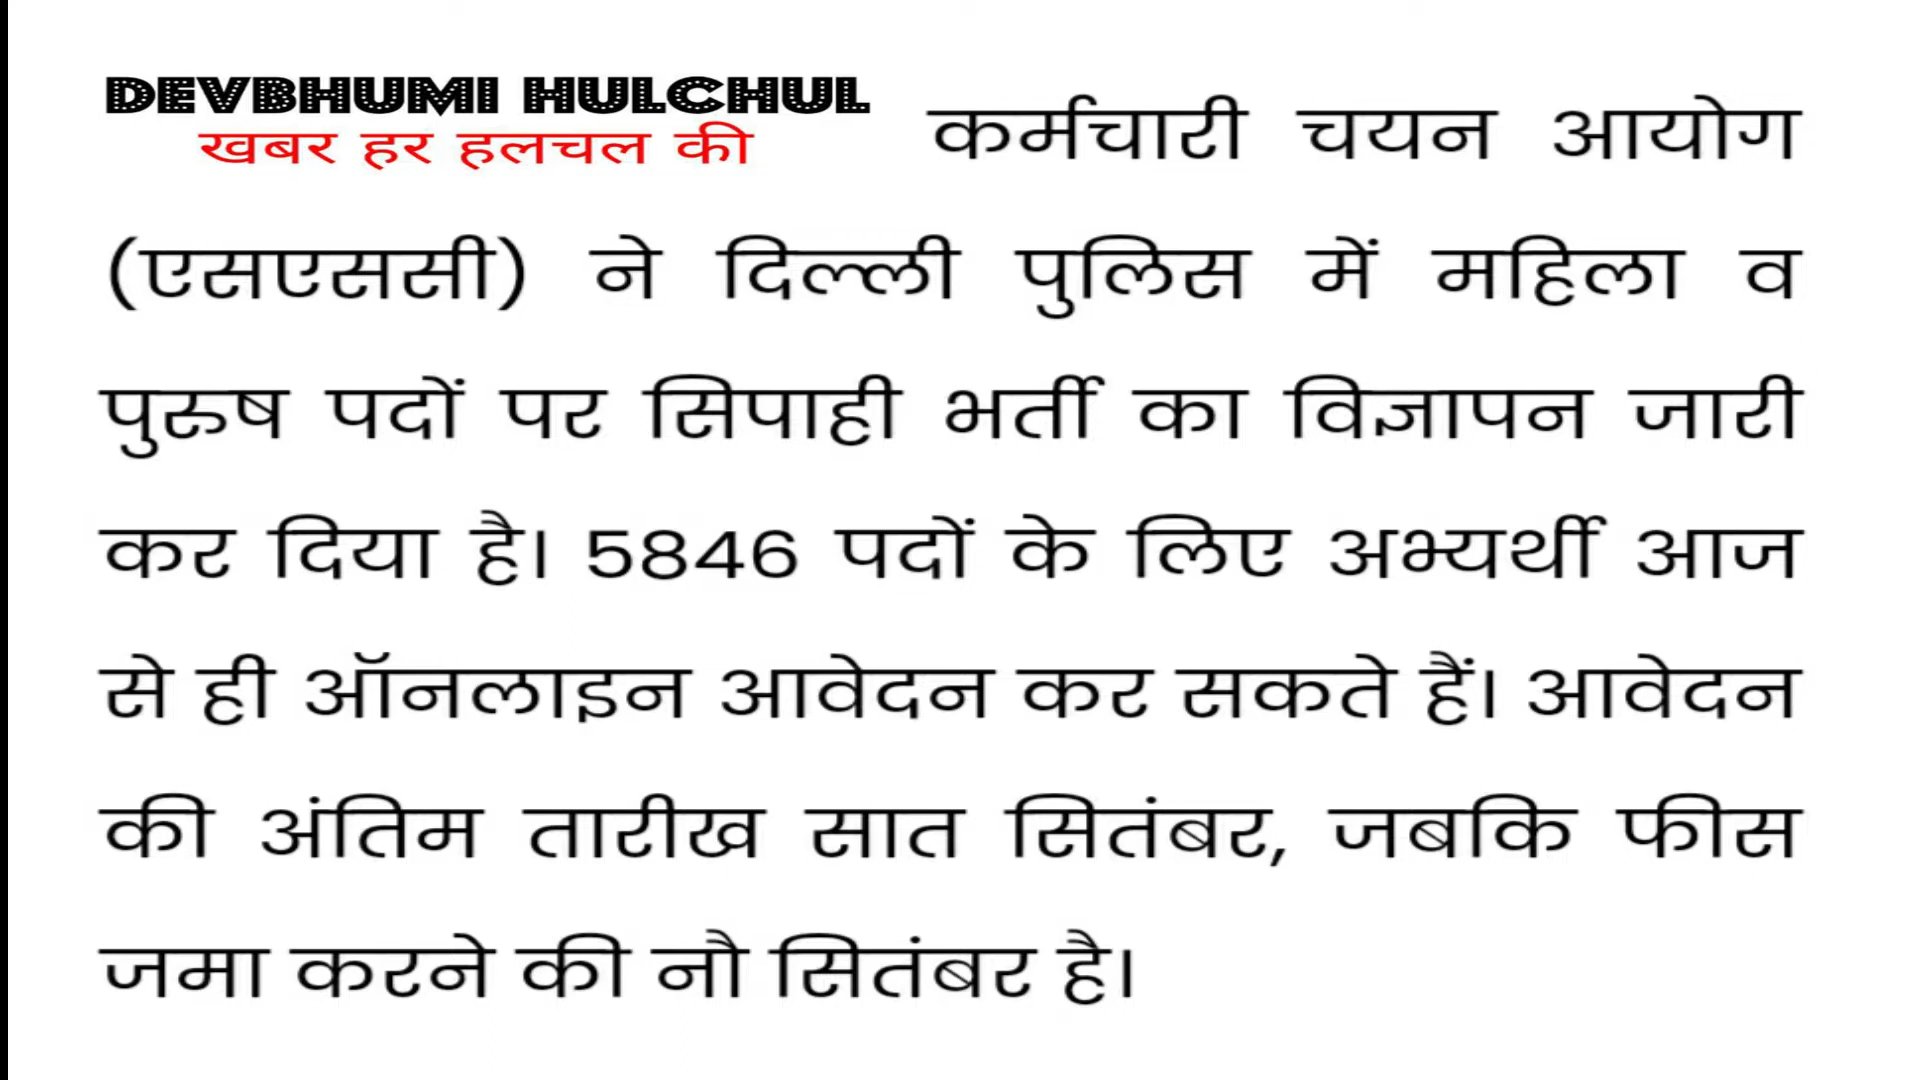 DEVBHUMI HULCHUL
खबर हर हलचल की
कर्मचारी चयन आयोग
(एसएससी) ने दिल्ली पुलिस में महिला व
पुरुष पदों पर सिपाही भर्ती का विज्ञापन जारी
कर दिया है। 5846 पदों के लिए अभ्यर्थी आज
से ही ऑनलाइन आवेदन कर सकते हैं। आवेदन
की अंतिम तारीख सात सितंबर, जबकि फीस
जमा करने की नौ सितंबर है।